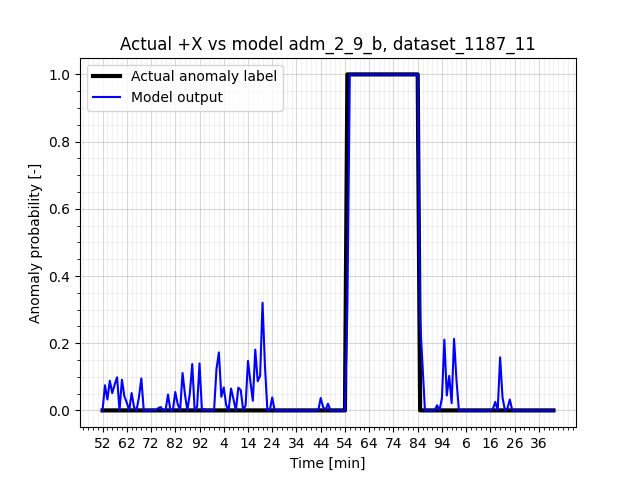 Actual +X vs model adm_2_9_b, dataset_1187_11
Actual anomaly label
Model output
Anomaly probability [-]
1.0
0.8
0.6
0.4
0.2
0.0
52 62 72 82 92 4 14 24 34 44 54 64 74 84 94 6 16 26 36
Time [min]